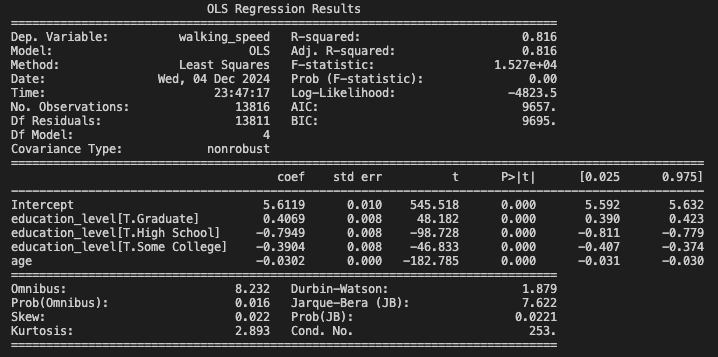 OLS Regression Results
Dep. Variable: walking_speed R-squared: 0.816
Model: OLS Adj. R-squared: 0.816
Method: Least Squares F-statistic: 1.527e+04
Date: Wed, 04 Dec 2024 Prob (F-statistic): 0.00
Time: 23:47:17 Log-Likelihood: -4823.5
No. Observations: 13816 AIC: 9657.
Df Residuals: 13811 BIC: 9695.
Df Model: 4
Covariance Type: nonrobust
coef std err t P>|t| [0.025 0.975]
Intercept 5.6119 0.010 545.518 0.000 5.592 5.632
education_level[T.Graduate] 0.4069 0.008 48.182 0.000 0.390 0.423
education_level[T.High School] -0.7949 0.008 -98.728 0.000 -0.811 -0.779
education_level[T.Some College] -0.3904 0.008 -46.833 0.000 -0.407 -0.374
age -0.0302 0.000 -182.785 0.000 -0.031 -0.030
Omnibus: 8.232 Durbin-Watson: 1.879
Prob(Omnibus): 0.016 Jarque-Bera (JB): 7.622
Skew: 0.022 Prob(JB): 0.0221
Kurtosis: 2.893 Cond. No. 253.